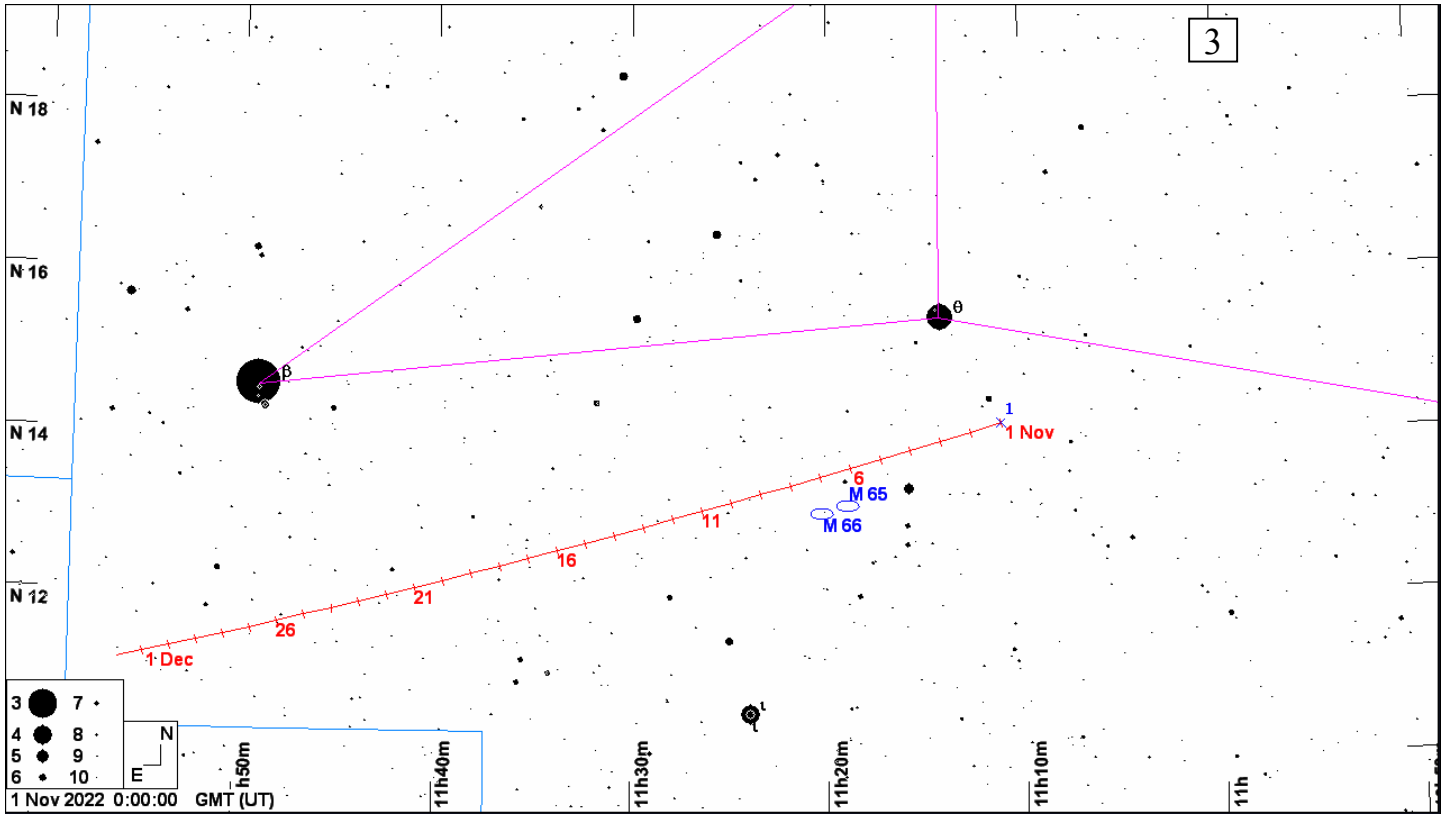 3
N 18
N 16
θ
β
N 14
1
1 Nov
6
M 65
M 66
11
16
N 12
21
26
1 Dec
ι
ζ
3 7
4 8
5 9
6 10
N
E
h50m
11h40m
11h30m
11h20m
11h10m
11h
1 Nov 2022 0:00:00 GMT (UT)